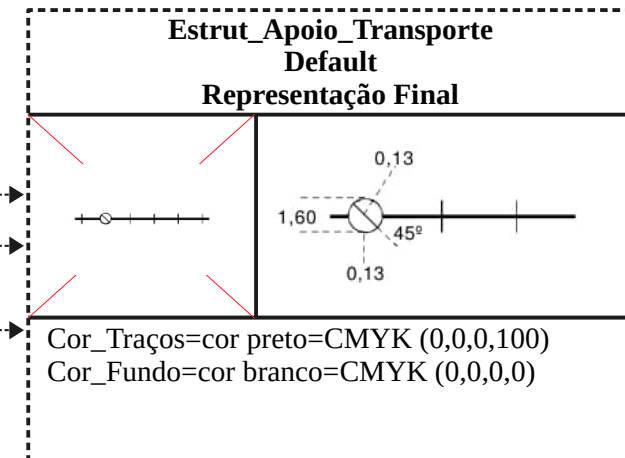 Estrut_Apoio_Transporte
Default
Representação Final
0,13
1,60
45º
0,13
Cor_Traços=cor preto=CMYK (0,0,0,100)
Cor_Fundo=cor branco=CMYK (0,0,0,0)